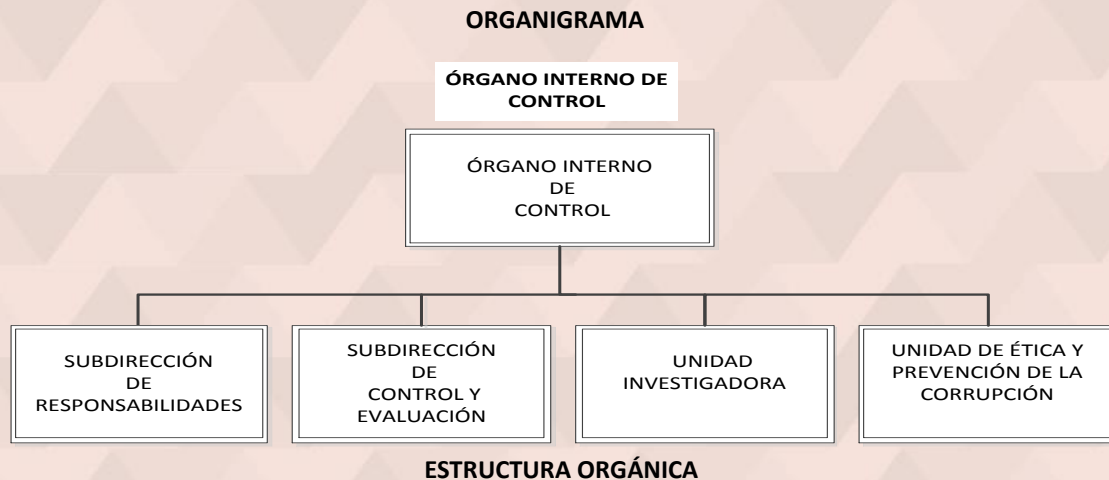 ORGANIGRAMA
ÓRGANO INTERNO DE
CONTROL
ÓRGANO INTERNO
DE
CONTROL
SUBDIRECCIÓN
DE
RESPONSABILIDADES
SUBDIRECCIÓN
DE
CONTROL Y
EVALUACIÓN
UNIDAD
INVESTIGADORA
UNIDAD DE ÉTICA Y
PREVENCIÓN DE LA
CORRUPCIÓN
ESTRUCTURA ORGÁNICA